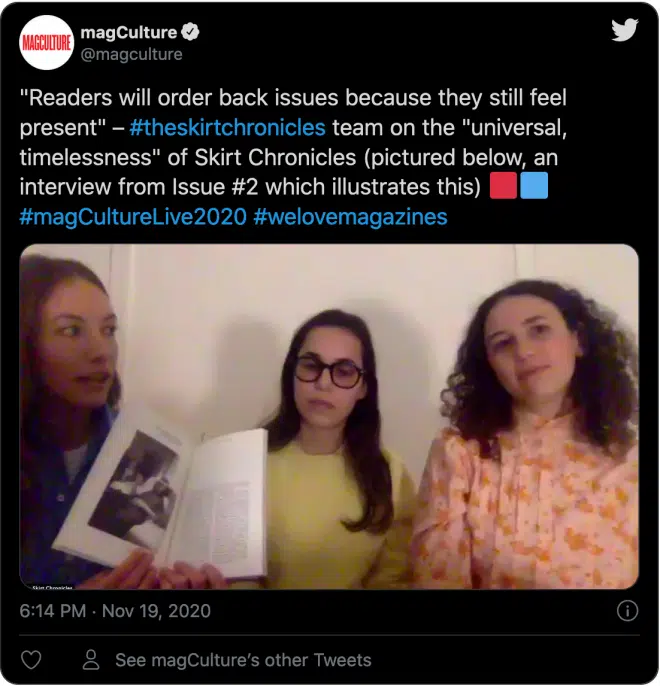 magCulture
MAGCULTURE
@magculture
"Readers will order back issues because they still feel
present" – #theskirtchronicles team on the "universal,
timelessness" of Skirt Chronicles (pictured below, an
interview from Issue #2 which illustrates this) 🟥🟦
#magCultureLive2020 #welovemagazines
Skirt Chronicles
6:14 PM · Nov 19, 2020
See magCulture’s other Tweets